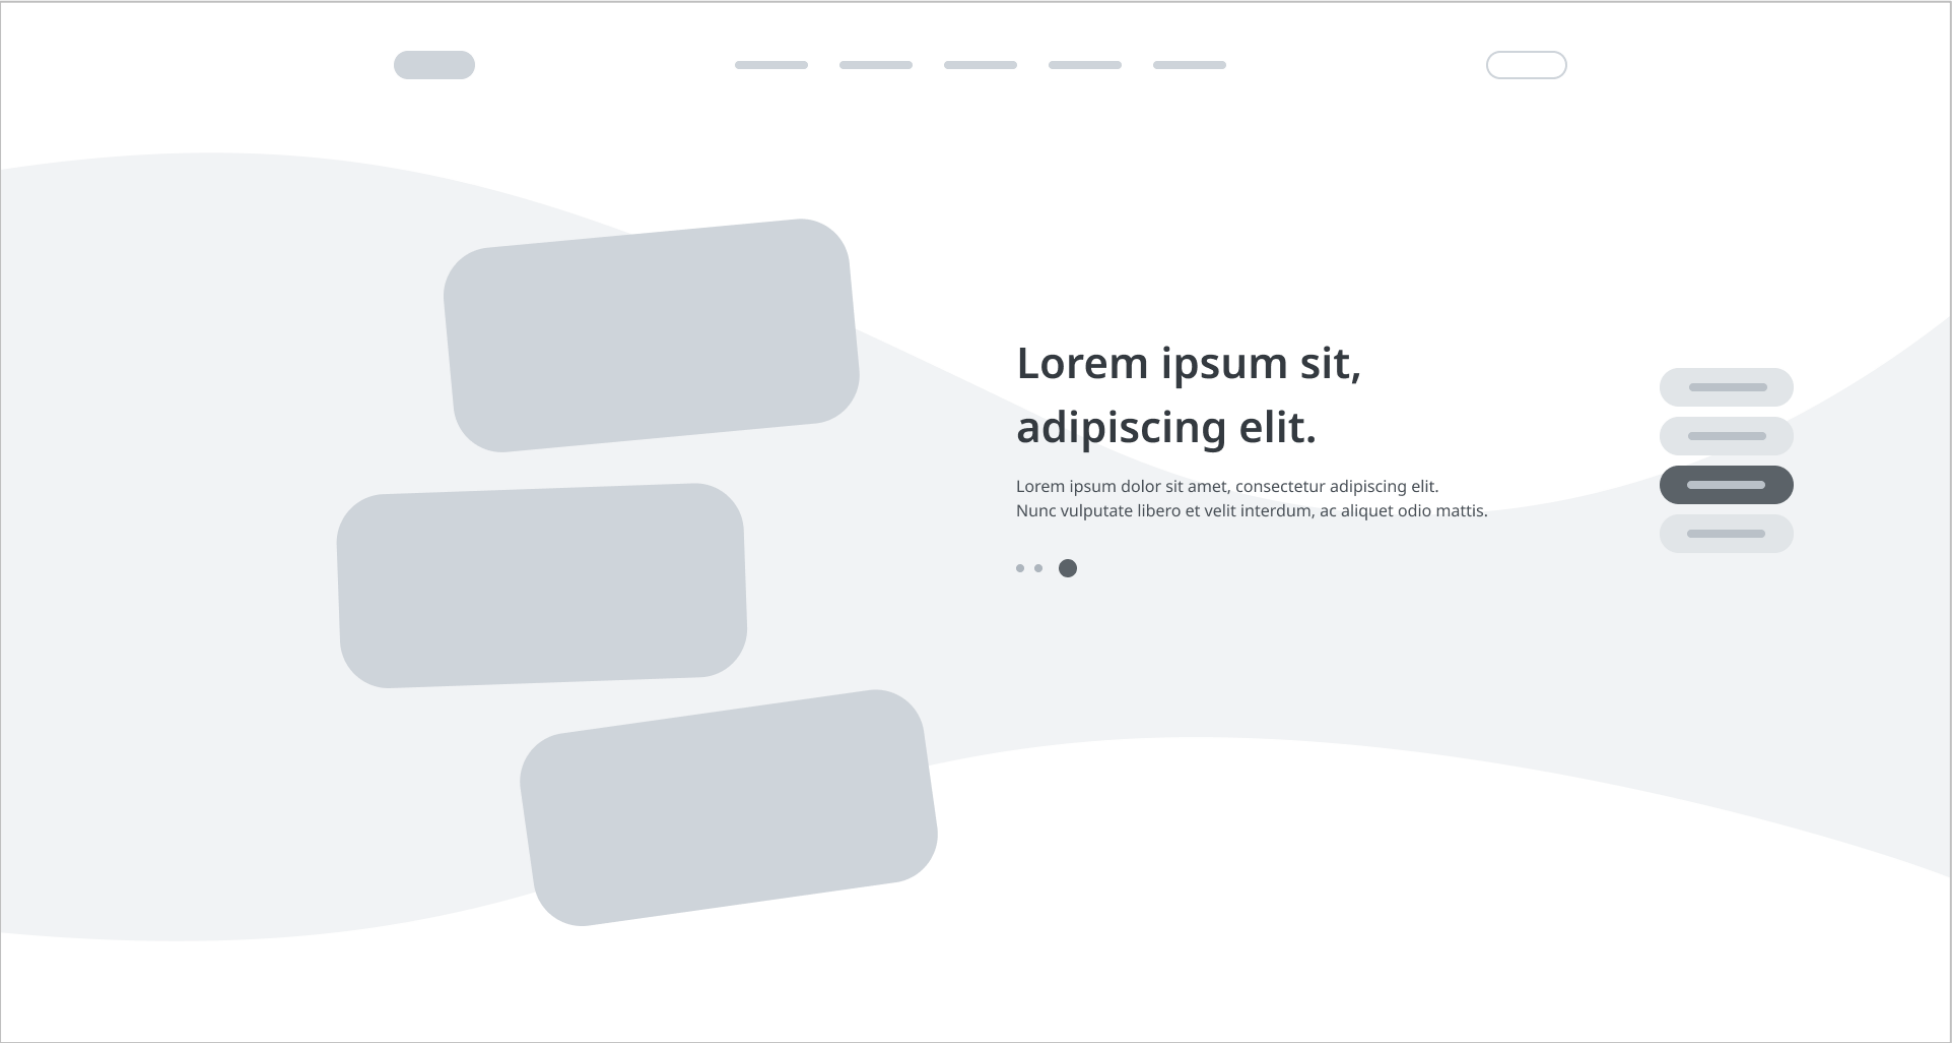 Lorem ipsum sit,
adipiscing elit.
Lorem ipsum dolor sit amet, consectetur adipiscing elit.
Nunc vulputate libero et velit interdum, ac aliquet odio mattis.